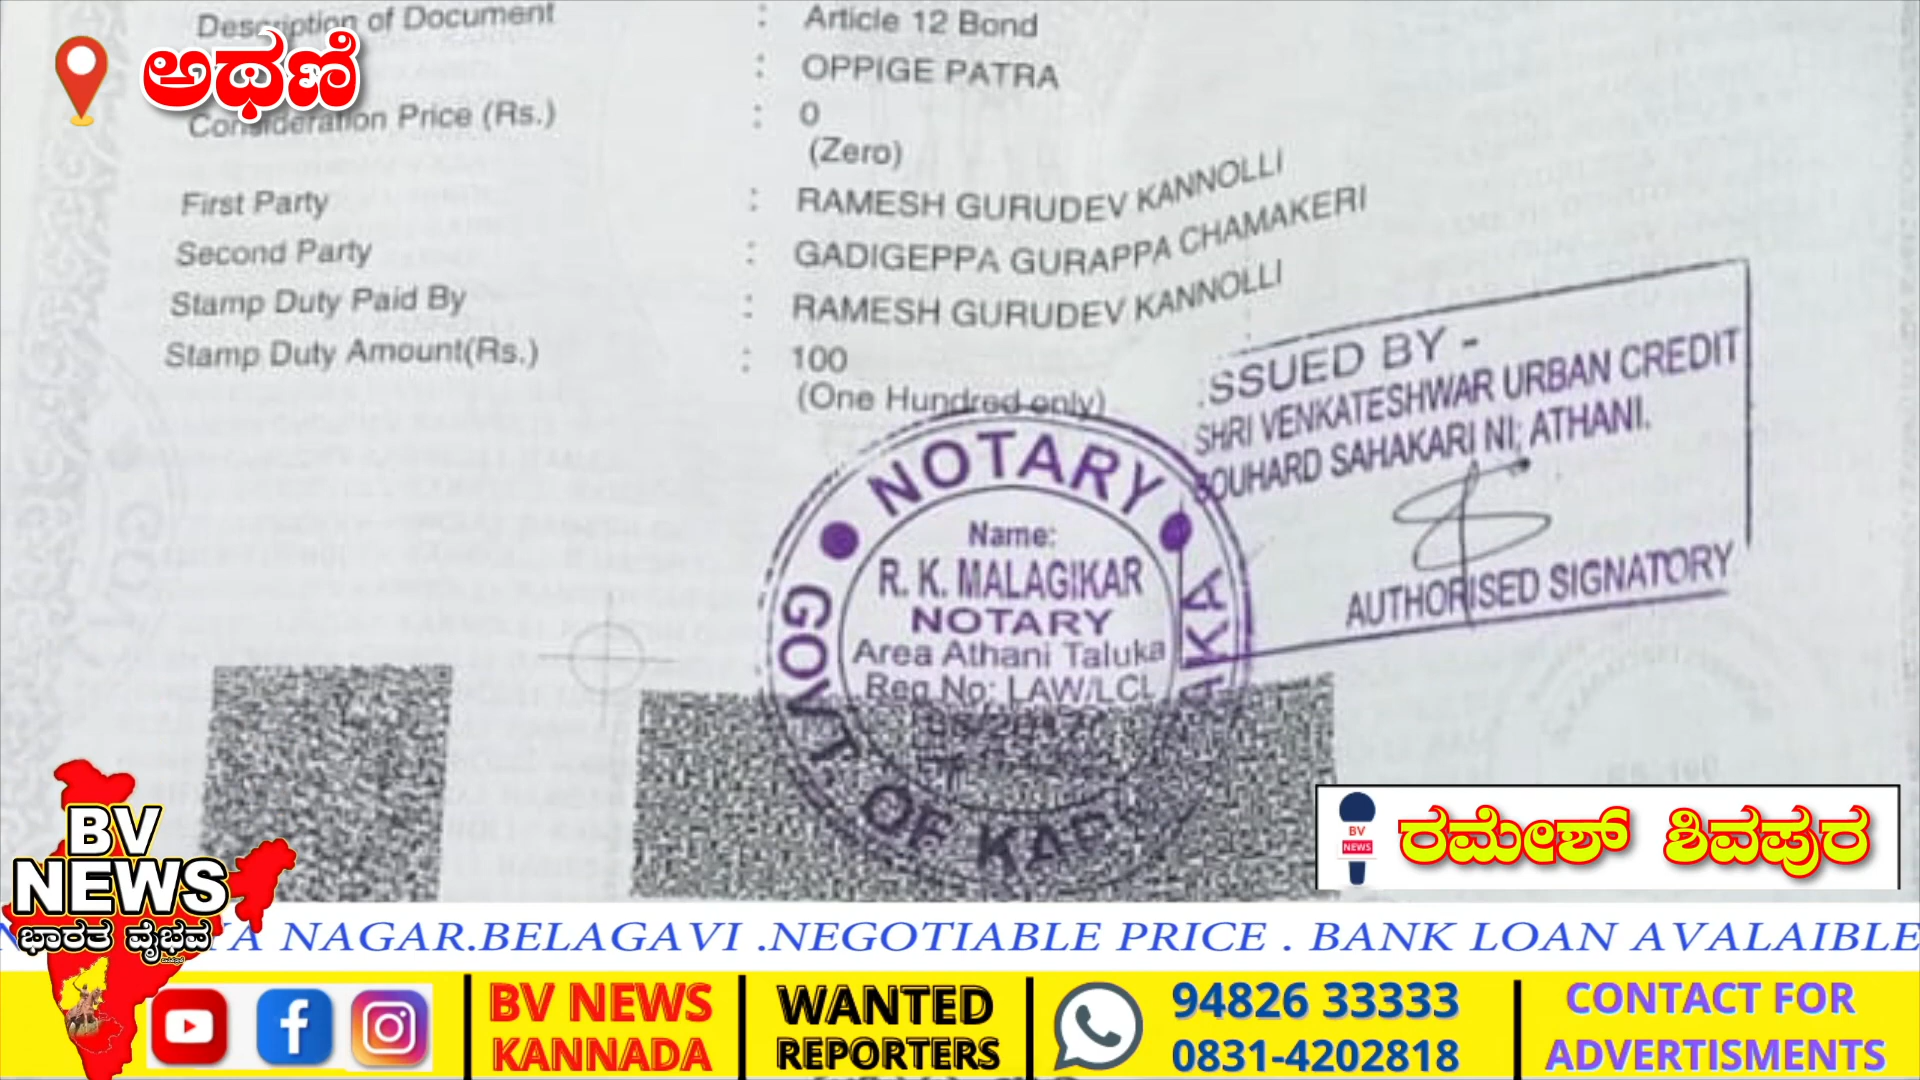 Description of Document : Article 12 Bond
ಅಥಣಿ
: OPPIGE PATRA
Consideration Price (Rs.) : 0
(Zero)
First Party : RAMESH GURUDEV KANNOLLI
Second Party : GADIGEPPA GURAPPA CHAMAKERI
Stamp Duty Paid By : RAMESH GURUDEV KANNOLLI
Stamp Duty Amount(Rs.) : 100
(One Hundred only)
ISSUED BY -
SHRI VENKATESHWAR URBAN CREDIT
SOUHARD SAHAKARI NI; ATHANI.
AUTHORISED SIGNATORY
NOTARY
Name:
R. K. MALAGIKAR
NOTARY
Area Athani Taluka
Reg No: LAW/LCL
GOVT. OF
BV NEWS
ರಮೇಶ್ ಶಿವಪುರ
BV
NEWS
ಭಾರತ ವೈಭವ
YA NAGAR.BELAGAVI .NEGOTIABLE PRICE . BANK LOAN AVALAIBLE
BV NEWS
KANNADA
WANTED
REPORTERS
94826 33333
0831-4202818
CONTACT FOR
ADVERTISMENTS